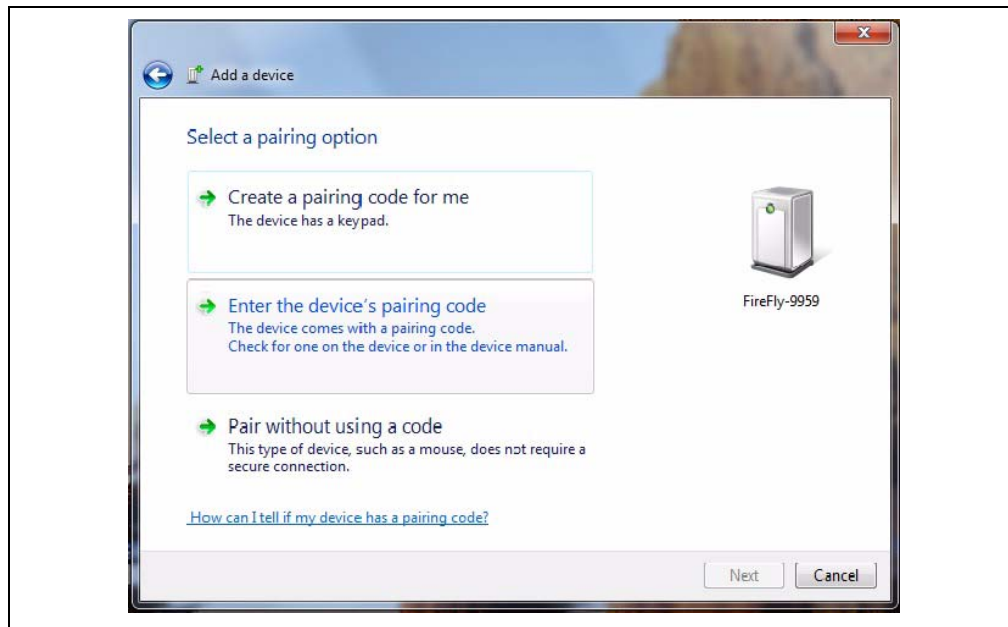 Add a device
Select a pairing option
Create a pairing code for me
The device has a keypad.
Enter the device's pairing code
The device comes with a pairing code.
Check for one on the device or in the device manual.
FireFly-9959
Pair without using a code
This type of device, such as a mouse, does not require a
secure connection.
How can I tell if my device has a pairing code?
Next
Cancel